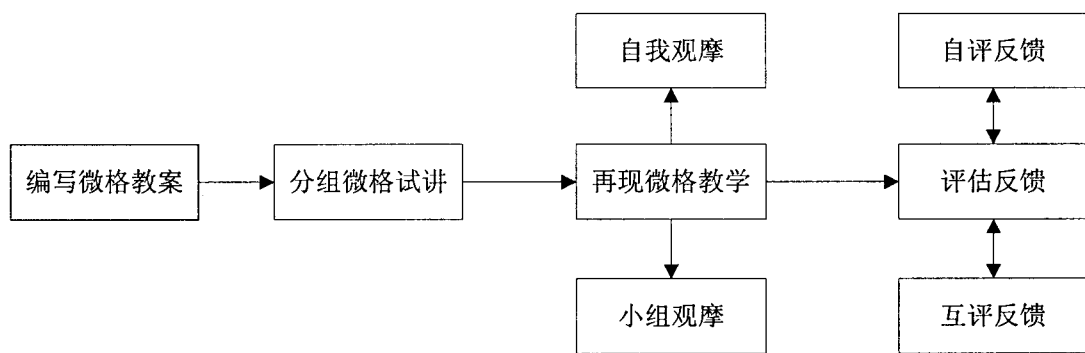 自我观摩
自评反馈
编写微格教案
分组微格试讲
再现微格教学
评估反馈
小组观摩
互评反馈